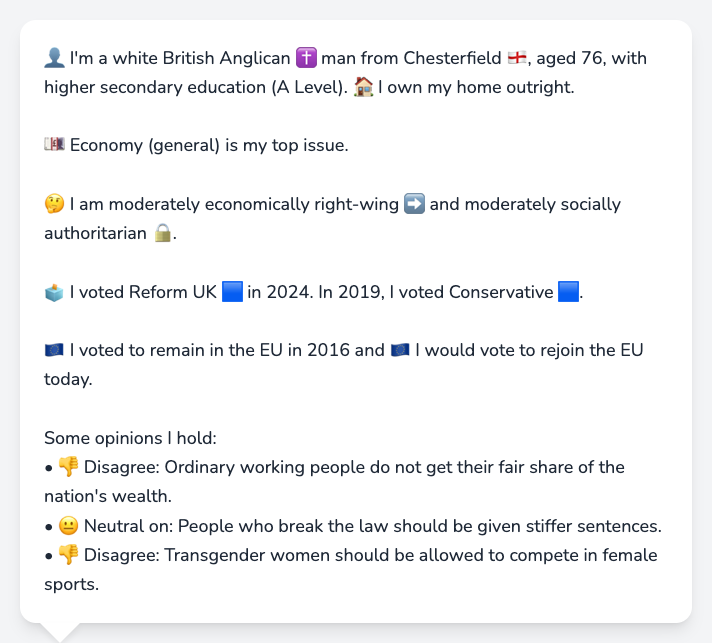 👤 I'm a white British Anglican ✝️ man from Chesterfield 🏴󠁧󠁢󠁥󠁮󠁧󠁿, aged 76, with
higher secondary education (A Level). 🏠 I own my home outright.
💷 Economy (general) is my top issue.
🤔 I am moderately economically right-wing ➡️ and moderately socially
authoritarian 🔒.
🗳️ I voted Reform UK 🟦 in 2024. In 2019, I voted Conservative 🟦.
🇪🇺 I voted to remain in the EU in 2016 and 🇪🇺 I would vote to rejoin the EU
today.
Some opinions I hold:
• 👎 Disagree: Ordinary working people do not get their fair share of the
nation's wealth.
• 😐 Neutral on: People who break the law should be given stiffer sentences.
• 👎 Disagree: Transgender women should be allowed to compete in female
sports.